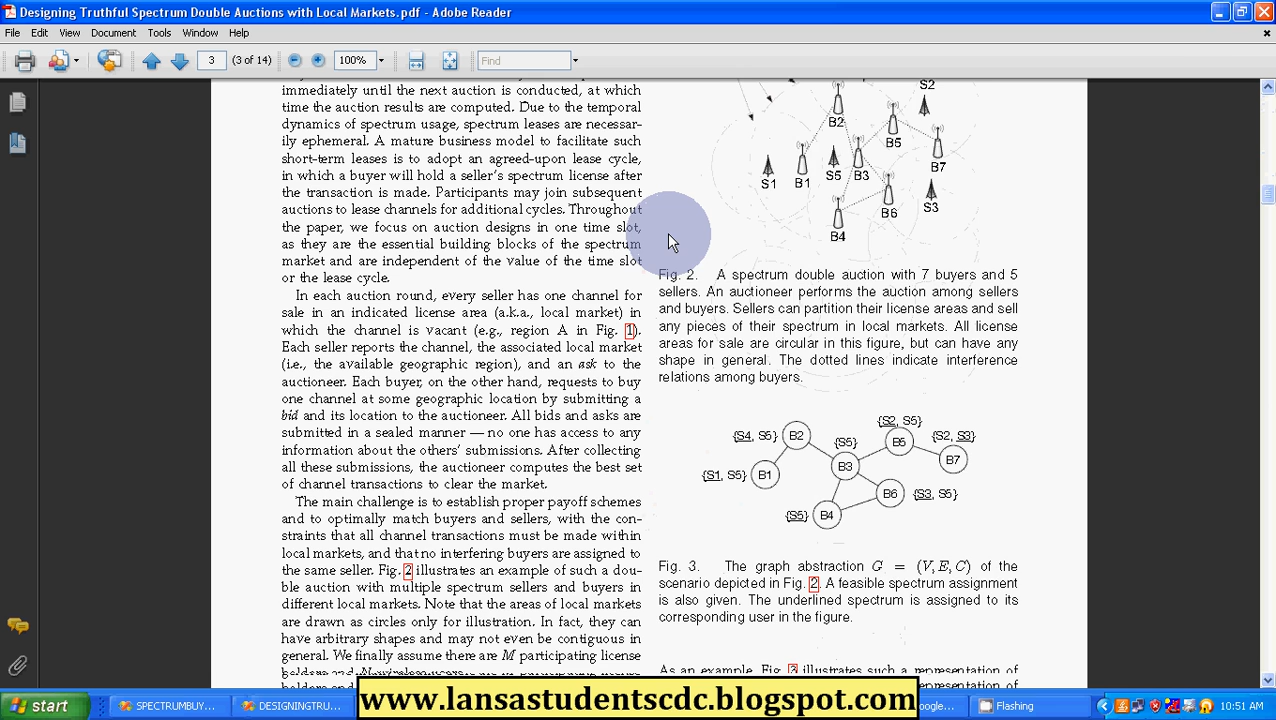 Designing Truthful Spectrum Double Auctions with Local Markets.pdf - Adobe Reader
File Edit View Document Tools Window Help
3 (3 of 14) 100% Find
immediately until the next auction is conducted, at which
time the auction results are computed. Due to the temporal
dynamics of spectrum usage, spectrum leases are necessar-
ily ephemeral. A mature business model to facilitate such
short-term leases is to adopt an agreed-upon lease cycle,
in which a buyer will hold a seller's spectrum license after
the transaction is made. Participants may join subsequent
auctions to lease channels for additional cycles. Throughout
the paper, we focus on auction designs in one time slot,
as they are the essential building blocks of the spectrum
market and are independent of the value of the time slot
or the lease cycle.
In each auction round, every seller has one channel for
sale in an indicated license area (a.k.a., local market) in
which the channel is vacant (e.g., region A in Fig. 1).
Each seller reports the channel, the associated local market
(i.e., the available geographic region), and an ask to the
auctioneer. Each buyer, on the other hand, requests to buy
one channel at some geographic location by submitting a
bid and its location to the auctioneer. All bids and asks are
submitted in a sealed manner — no one has access to any
information about the others' submissions. After collecting
all these submissions, the auctioneer computes the best set
of channel transactions to clear the market.
The main challenge is to establish proper payoff schemes
and to optimally match buyers and sellers, with the con-
straints that all channel transactions must be made within
local markets, and that no interfering buyers are assigned to
the same seller. Fig. 2 illustrates an example of such a dou-
ble auction with multiple spectrum sellers and buyers in
different local markets. Note that the areas of local markets
are drawn as circles only for illustration. In fact, they can
have arbitrary shapes and may not even be contiguous in
general. We finally assume there are M participating license
S2
B2
B5
S1 B1 S5 B3 B7
B6 S3
B4
Fig. 2. A spectrum double auction with 7 buyers and 5
sellers. An auctioneer performs the auction among sellers
and buyers. Sellers can partition their license areas and sell
any pieces of their spectrum in local markets. All license
areas for sale are circular in this figure, but can have any
shape in general. The dotted lines indicate interference
relations among buyers.
{S2, S5}
{S4, S5} B2 {S5} B5 {S2, S3}
B3 B7
{S1, S5} B1
B6 {S3, S5}
{S5} B4
Fig. 3. The graph abstraction G = (V, E, C) of the
scenario depicted in Fig. 2. A feasible spectrum assignment
is also given. The underlined spectrum is assigned to its
corresponding user in the figure.
As an example, Fig. 3 illustrates such a representation of
www.lansastudentscdc.blogspot.com
start SPECTRUMBUY... DESIGNINGTRU... Google... Flashing 10:51 AM